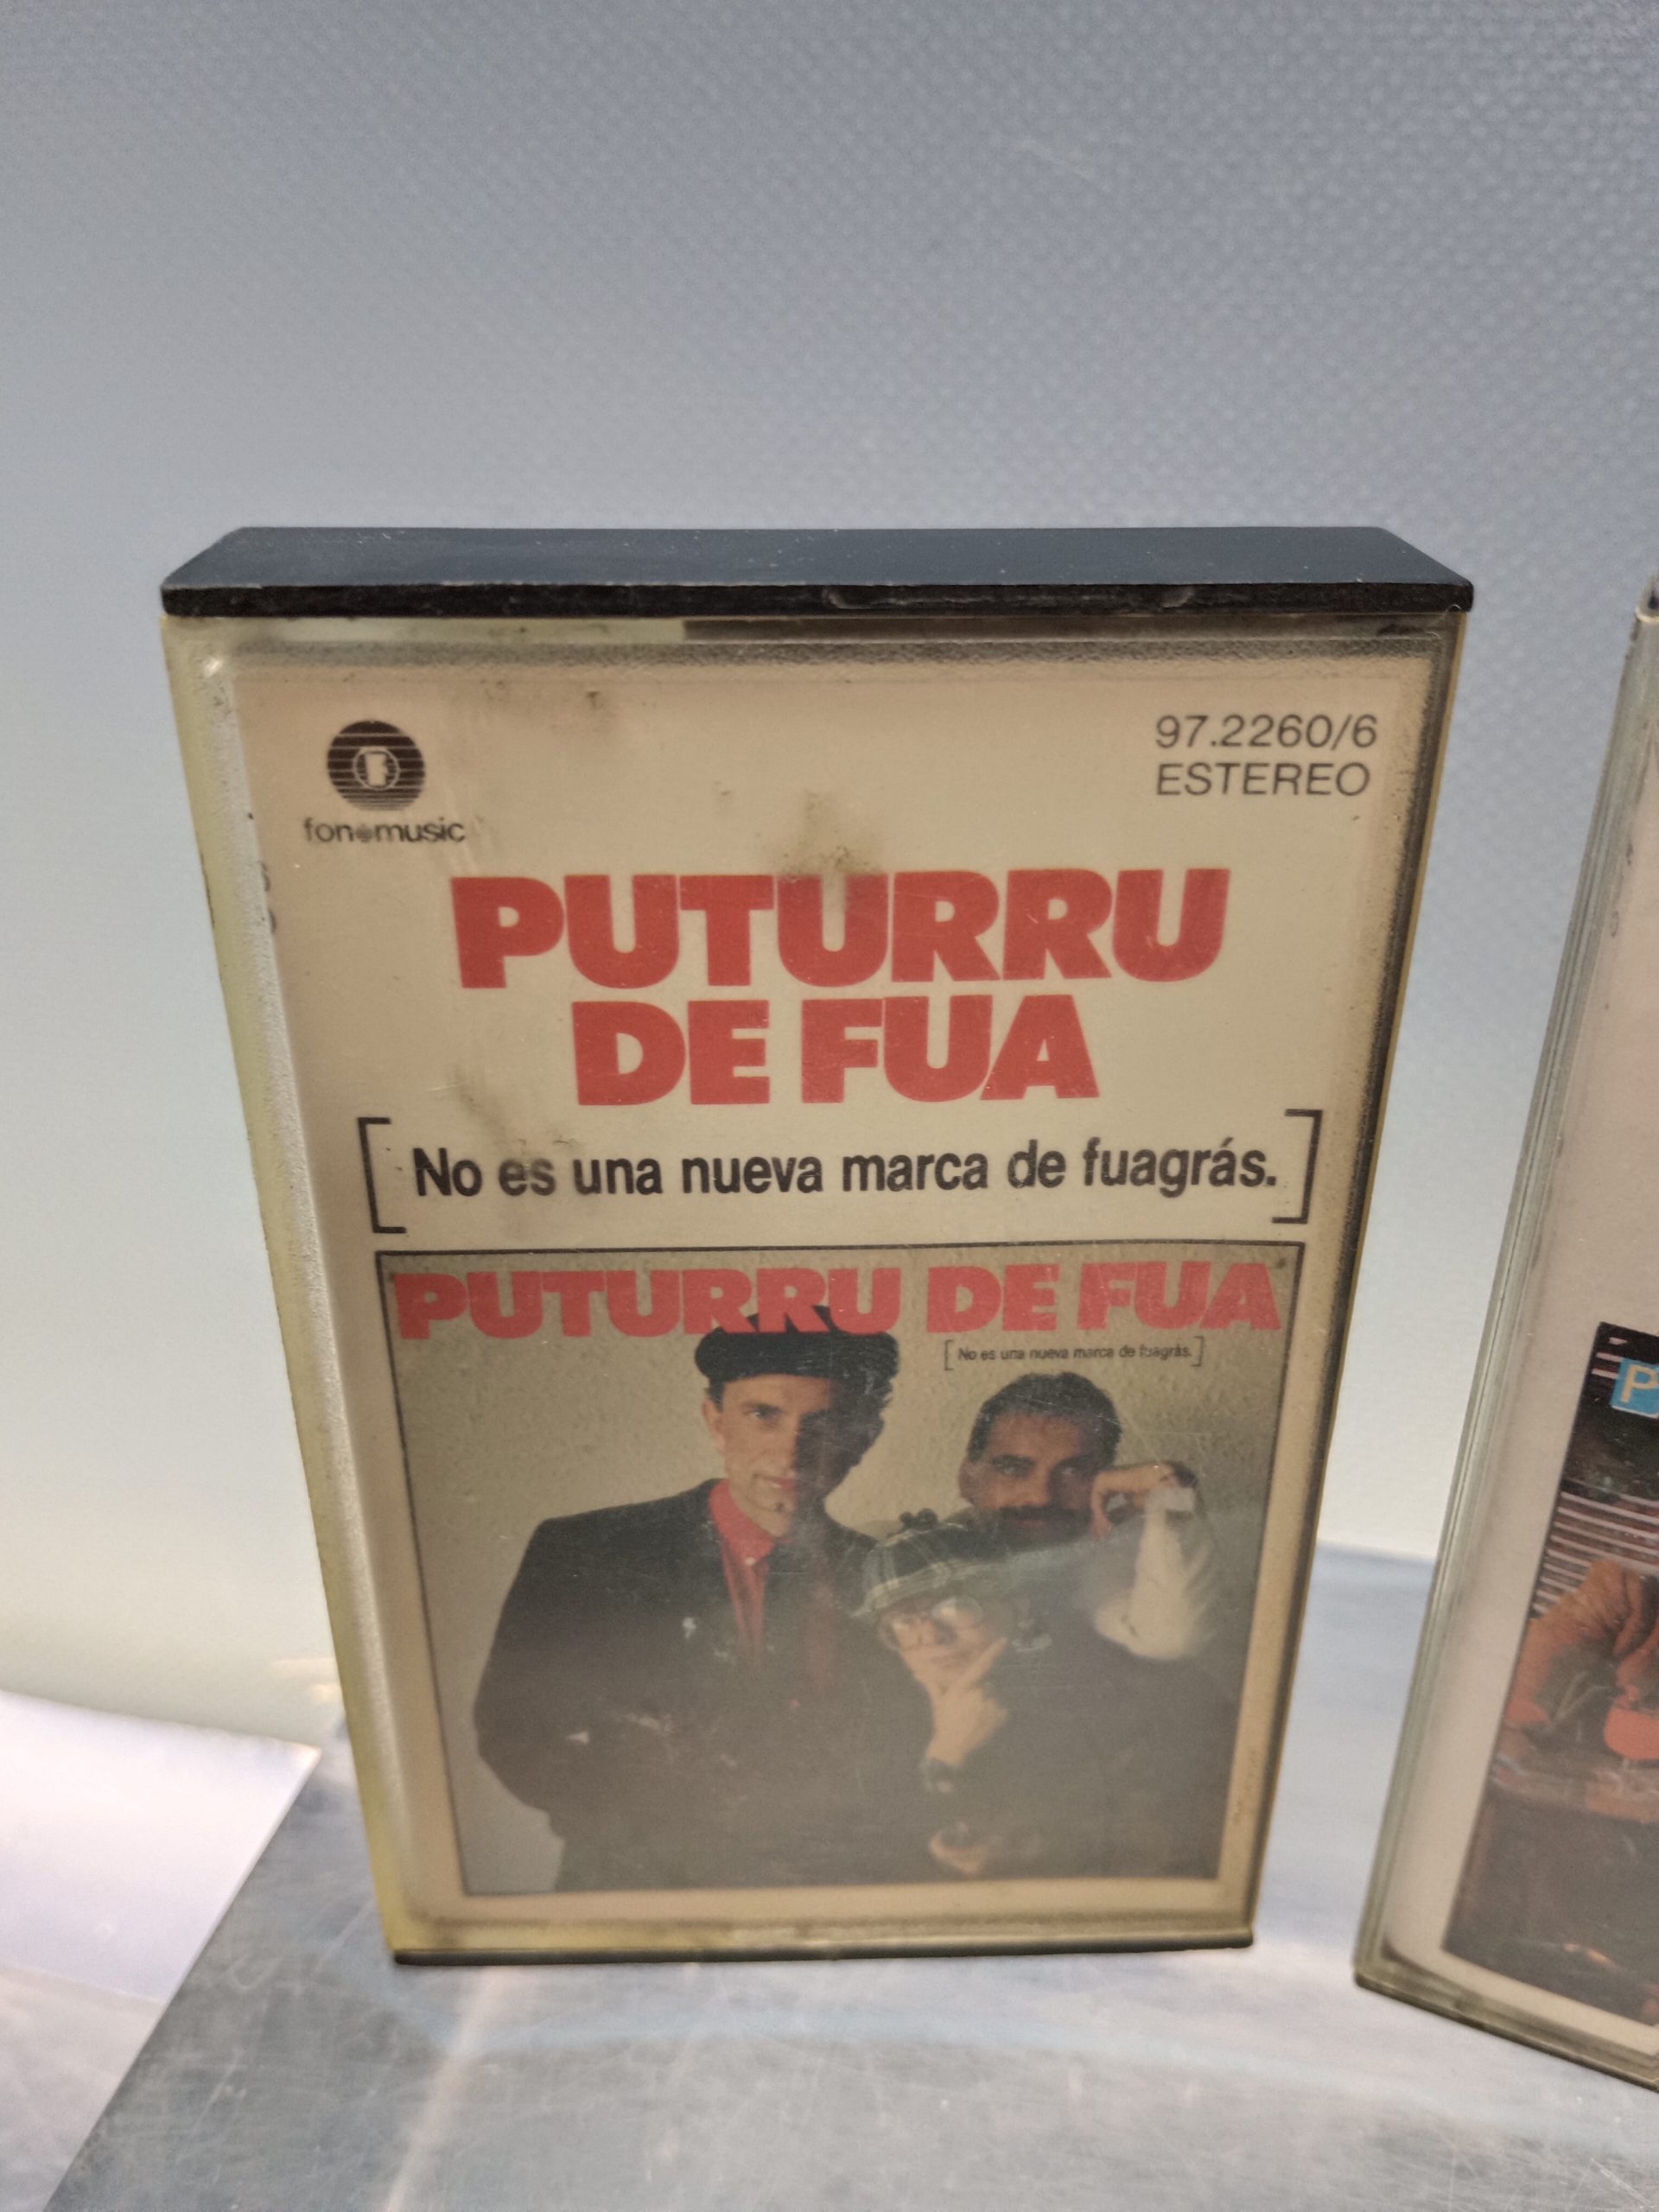 F
fonomusic
97.2260/6
ESTEREO
PUTURRU
DE FUA
[No es una nueva marca de fuagrás.]
PUTURRU DE FUA
[No es una nueva marca de fuagrás.]
P